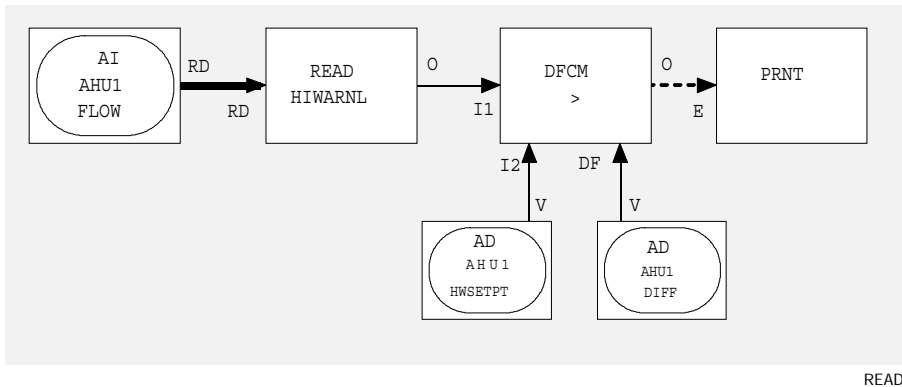 AI
AHU1
FLOW
RD
RD
READ
HIWARNL
O
I1
DFCM
>
O
E
PRNT
I2
DF
V
V
AD
AHU1
HWSETPT
AD
AHU1
DIFF
READ